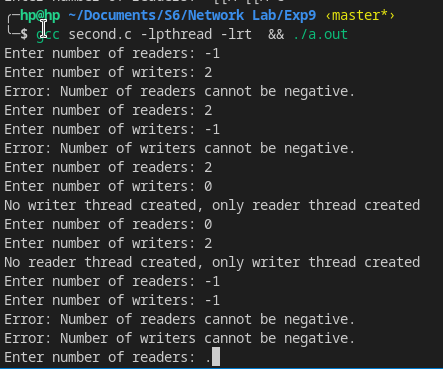 ╭─hp@hp ~/Documents/S6/Network Lab/Exp9 ‹master*›
╰─$ gcc second.c -lpthread -lrt  && ./a.out
Enter number of readers: -1
Enter number of writers: 2
Error: Number of readers cannot be negative.
Enter number of readers: 2
Enter number of writers: -1
Error: Number of writers cannot be negative.
Enter number of readers: 2
Enter number of writers: 0
No writer thread created, only reader thread created
Enter number of readers: 0
Enter number of writers: 2
No reader thread created, only writer thread created
Enter number of readers: -1
Enter number of writers: -1
Error: Number of readers cannot be negative.
Error: Number of writers cannot be negative.
Enter number of readers: .